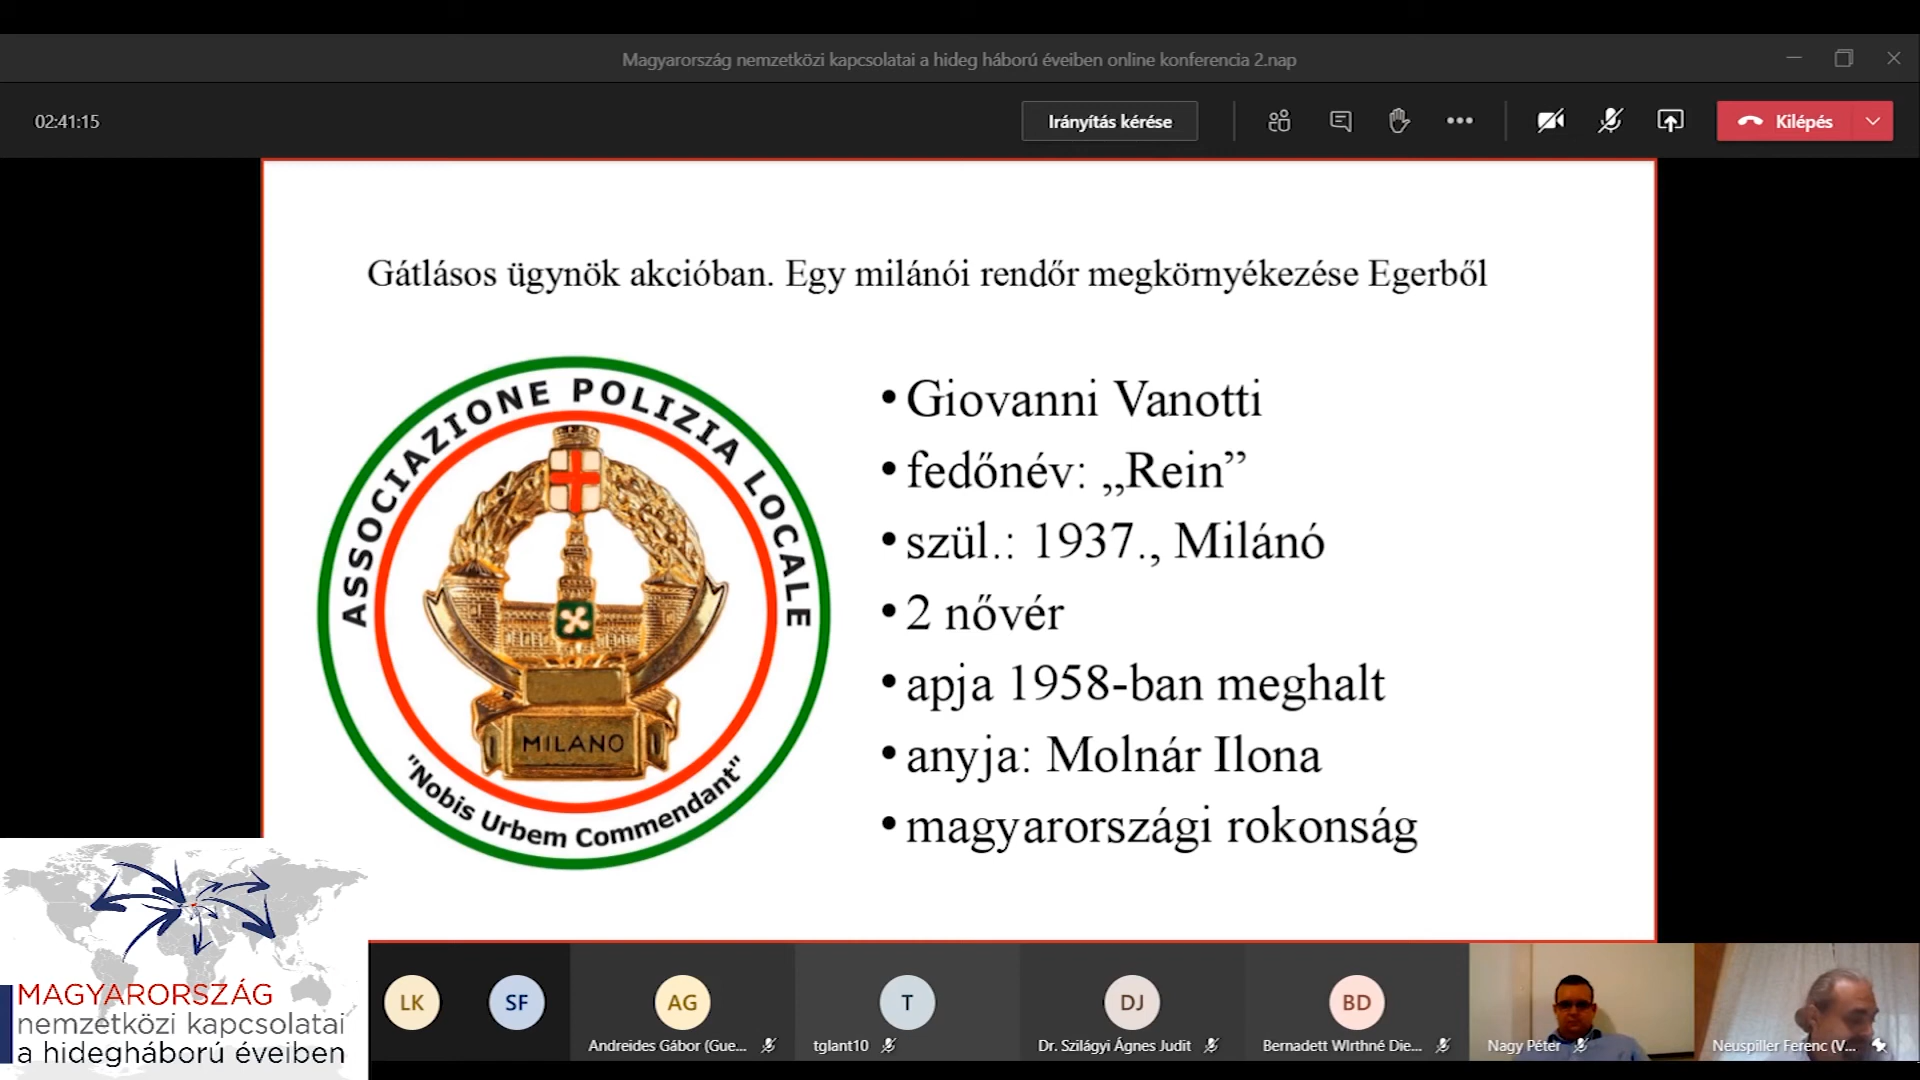 Magyarország nemzetközi kapcsolatai a hideg háború éveiben online konferencia 2.nap
02:41:15
Irányítás kérése
Kilépés
Gátlásos ügynök akcióban. Egy milánói rendőr megkörnyékezése Egerből
ASSOCIAZIONE POLIZIA LOCALE
MILANO
"Nobis Urbem Commendant"
• Giovanni Vanotti
• fedőnév: „Rein”
• szül.: 1937., Milánó
• 2 nővér
• apja 1958-ban meghalt
• anyja: Molnár Ilona
• magyarországi rokonság
MAGYARORSZÁG
nemzetközi kapcsolatai
a hidegháború éveiben
LK
SF
AG
T
DJ
BD
Andreides Gábor (Gue...
tglant10
Dr. Szilágyi Ágnes Judit
Bernadett WIrthné Die...
Nagy Péter
Neuspiller Ferenc (V...